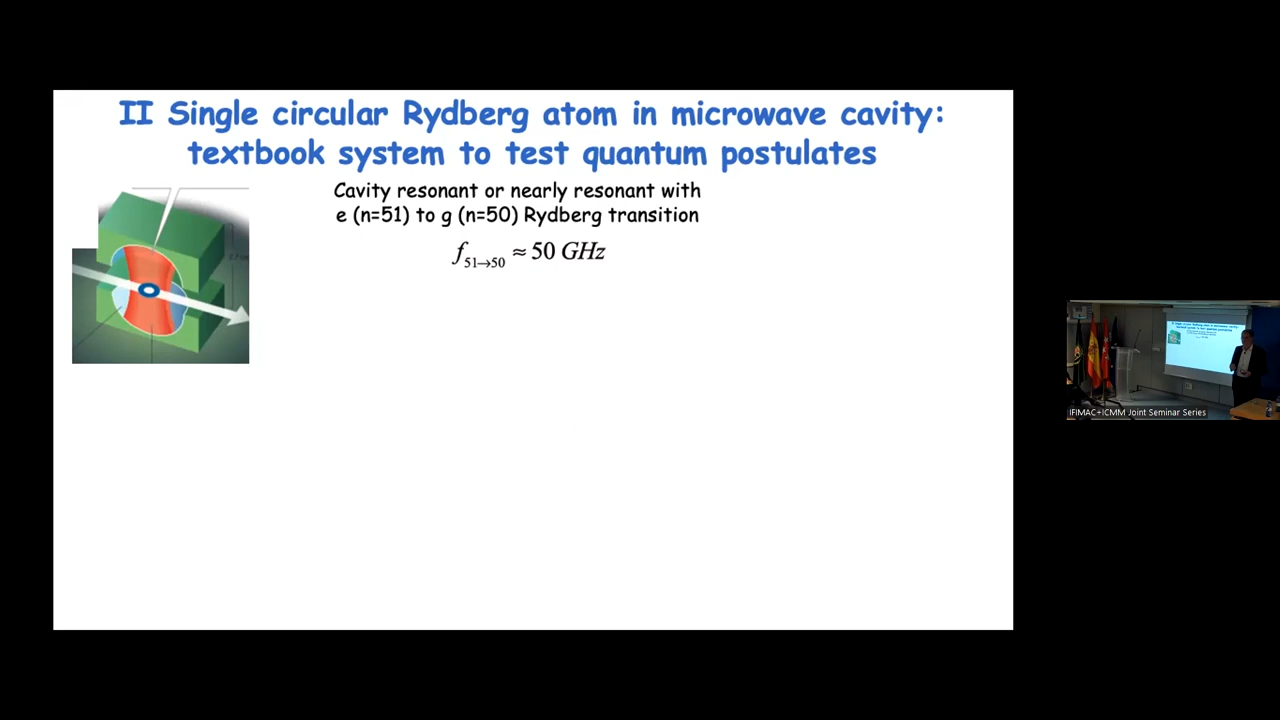 II Single circular Rydberg atom in microwave cavity:
textbook system to test quantum postulates
Cavity resonant or nearly resonant with
e (n=51) to g (n=50) Rydberg transition
f51→50 ≈ 50 GHz
IFIMAC+ICMM Joint Seminar Series